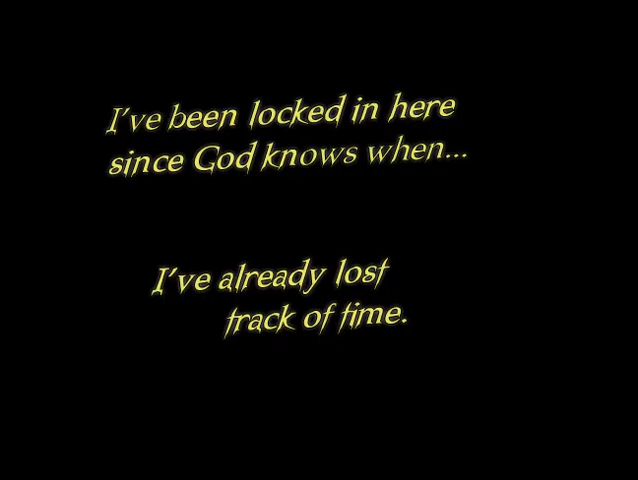 I've been locked in here
since God knows when...
I've already lost
track of time.